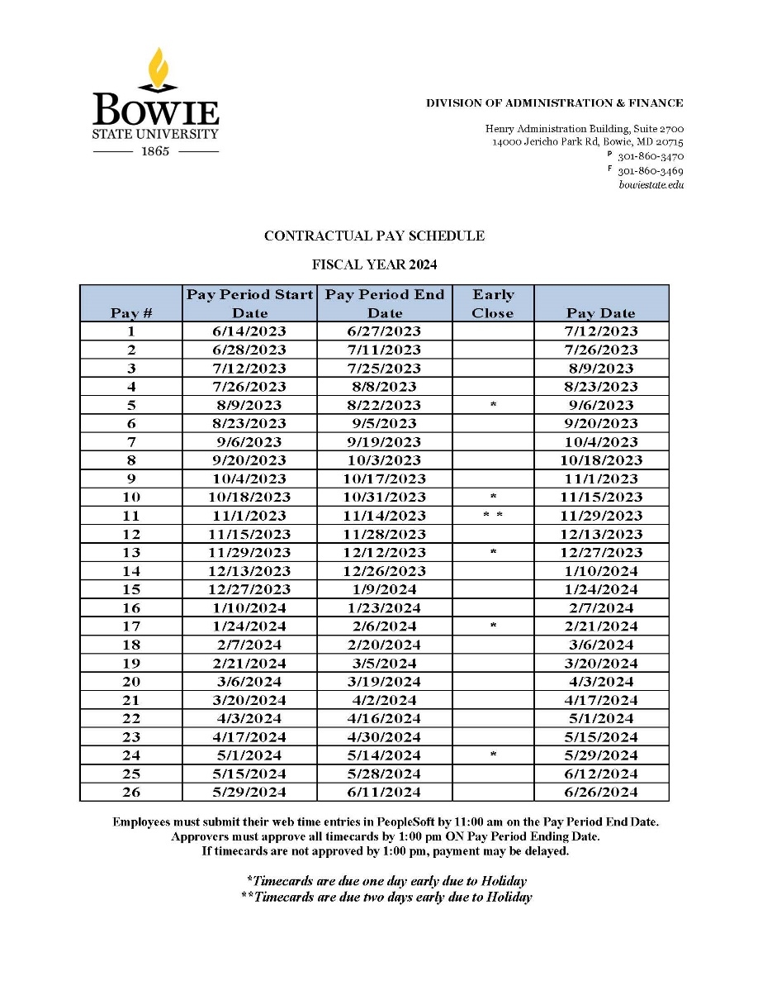 BOWIE
STATE UNIVERSITY
1865
DIVISION OF ADMINISTRATION & FINANCE
Henry Administration Building, Suite 2700
14000 Jericho Park Rd, Bowie, MD 20715
P 301-860-3470
F 301-860-3469
bowiestate.edu
CONTRACTUAL PAY SCHEDULE
FISCAL YEAR 2024
Pay # Pay Period Start Date Pay Period End Date Early Close Pay Date
1 6/14/2023 6/27/2023 7/12/2023
2 6/28/2023 7/11/2023 7/26/2023
3 7/12/2023 7/25/2023 8/9/2023
4 7/26/2023 8/8/2023 8/23/2023
5 8/9/2023 8/22/2023 * 9/6/2023
6 8/23/2023 9/5/2023 9/20/2023
7 9/6/2023 9/19/2023 10/4/2023
8 9/20/2023 10/3/2023 10/18/2023
9 10/4/2023 10/17/2023 11/1/2023
10 10/18/2023 10/31/2023 * 11/15/2023
11 11/1/2023 11/14/2023 * * 11/29/2023
12 11/15/2023 11/28/2023 12/13/2023
13 11/29/2023 12/12/2023 * 12/27/2023
14 12/13/2023 12/26/2023 1/10/2024
15 12/27/2023 1/9/2024 1/24/2024
16 1/10/2024 1/23/2024 2/7/2024
17 1/24/2024 2/6/2024 * 2/21/2024
18 2/7/2024 2/20/2024 3/6/2024
19 2/21/2024 3/5/2024 3/20/2024
20 3/6/2024 3/19/2024 4/3/2024
21 3/20/2024 4/2/2024 4/17/2024
22 4/3/2024 4/16/2024 5/1/2024
23 4/17/2024 4/30/2024 5/15/2024
24 5/1/2024 5/14/2024 * 5/29/2024
25 5/15/2024 5/28/2024 6/12/2024
26 5/29/2024 6/11/2024 6/26/2024
Employees must submit their web time entries in PeopleSoft by 11:00 am on the Pay Period End Date.
Approvers must approve all timecards by 1:00 pm ON Pay Period Ending Date.
If timecards are not approved by 1:00 pm, payment may be delayed.
*Timecards are due one day early due to Holiday
**Timecards are due two days early due to Holiday